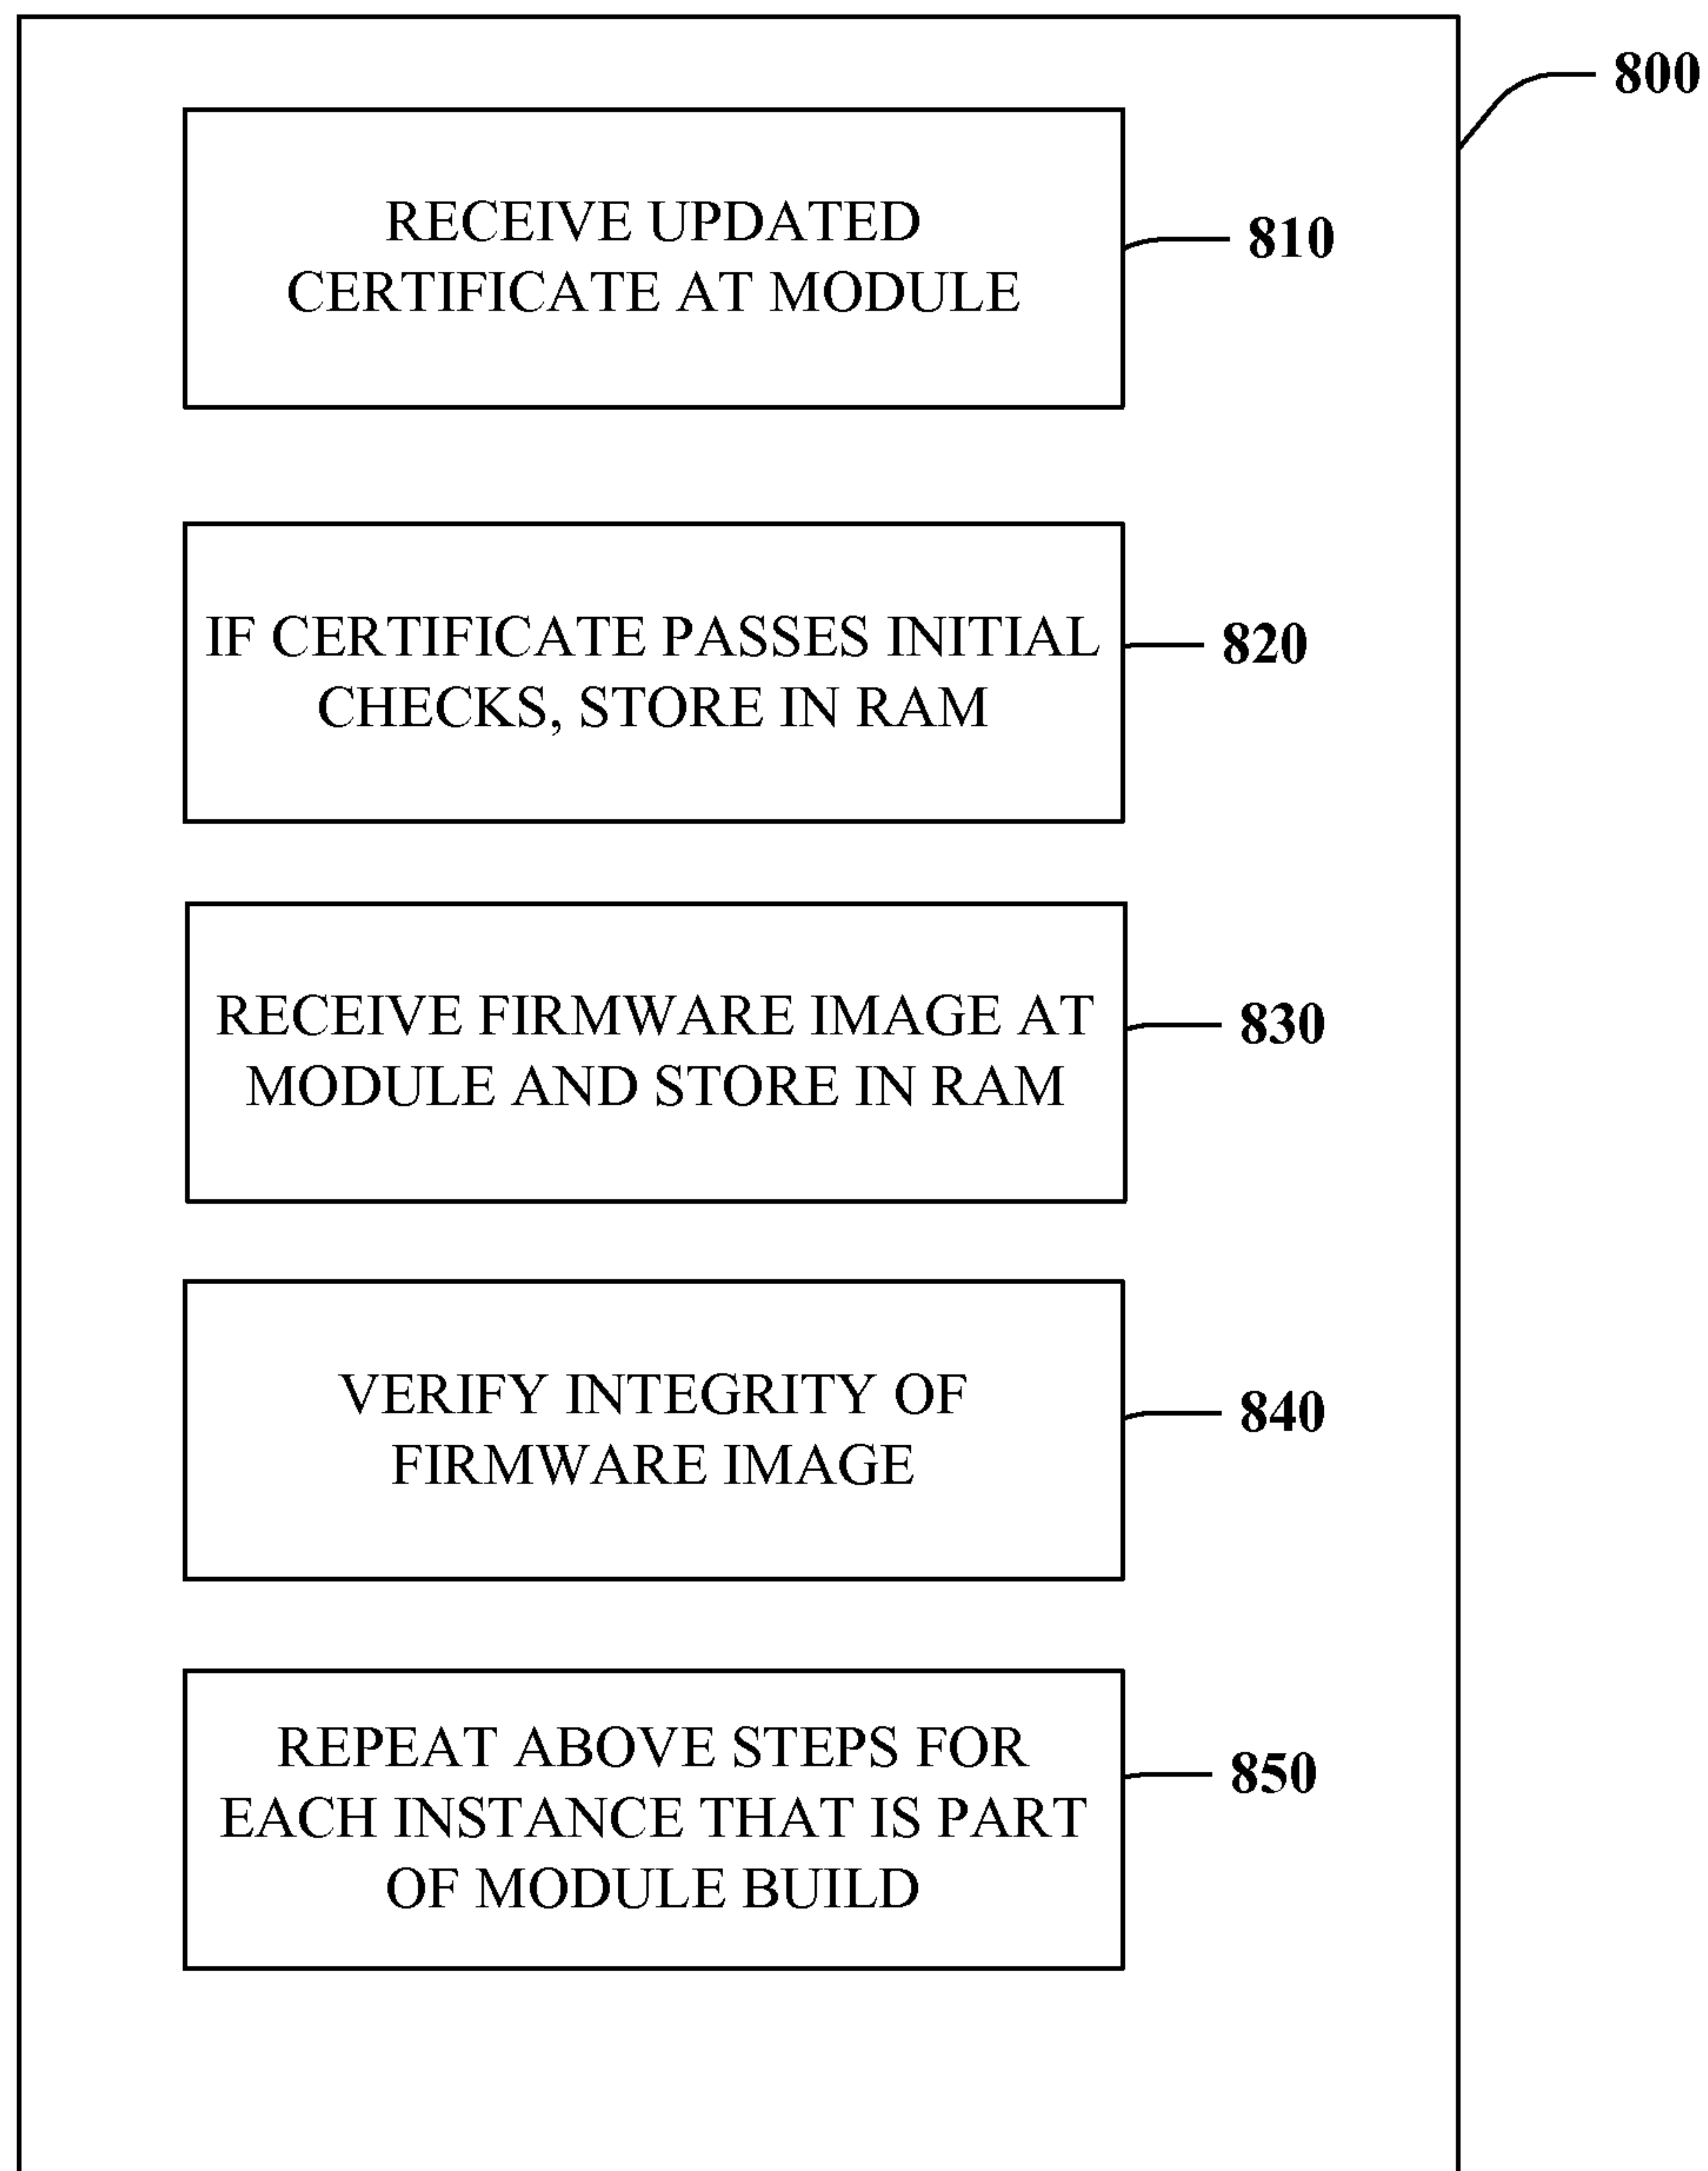 800
RECEIVE UPDATED
CERTIFICATE AT MODULE
810
IF CERTIFICATE PASSES INITIAL
CHECKS, STORE IN RAM
820
RECEIVE FIRMWARE IMAGE AT
MODULE AND STORE IN RAM
830
VERIFY INTEGRITY OF
FIRMWARE IMAGE
840
REPEAT ABOVE STEPS FOR
EACH INSTANCE THAT IS PART
OF MODULE BUILD
850